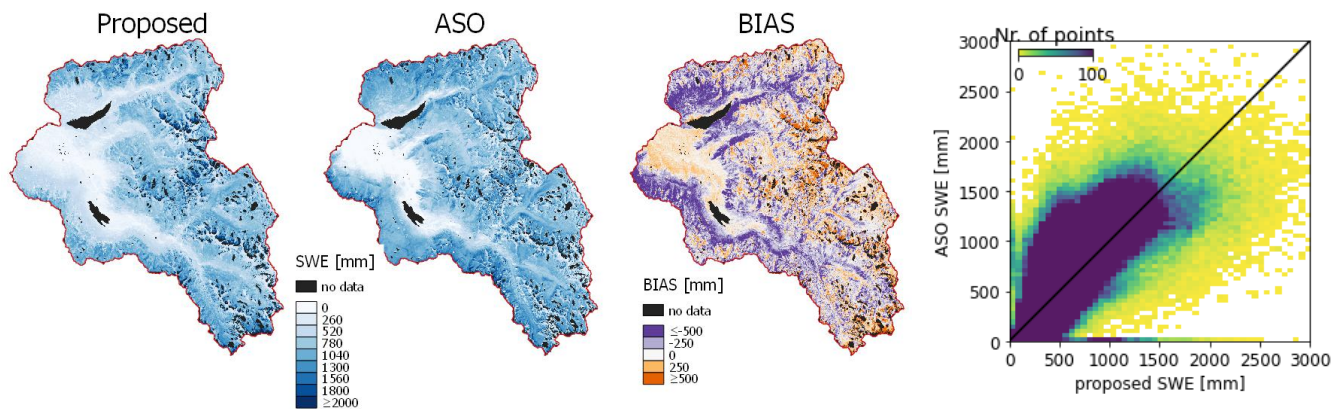 Proposed
ASO
BIAS
SWE [mm]
no data
0
260
520
780
1040
1300
1560
1800
≥2000
BIAS [mm]
no data
≤-500
-250
0
250
≥500
Nr. of points
0 100
3000
2500
2000
1500
1000
500
0
ASO SWE [mm]
0 500 1000 1500 2000 2500 3000
proposed SWE [mm]